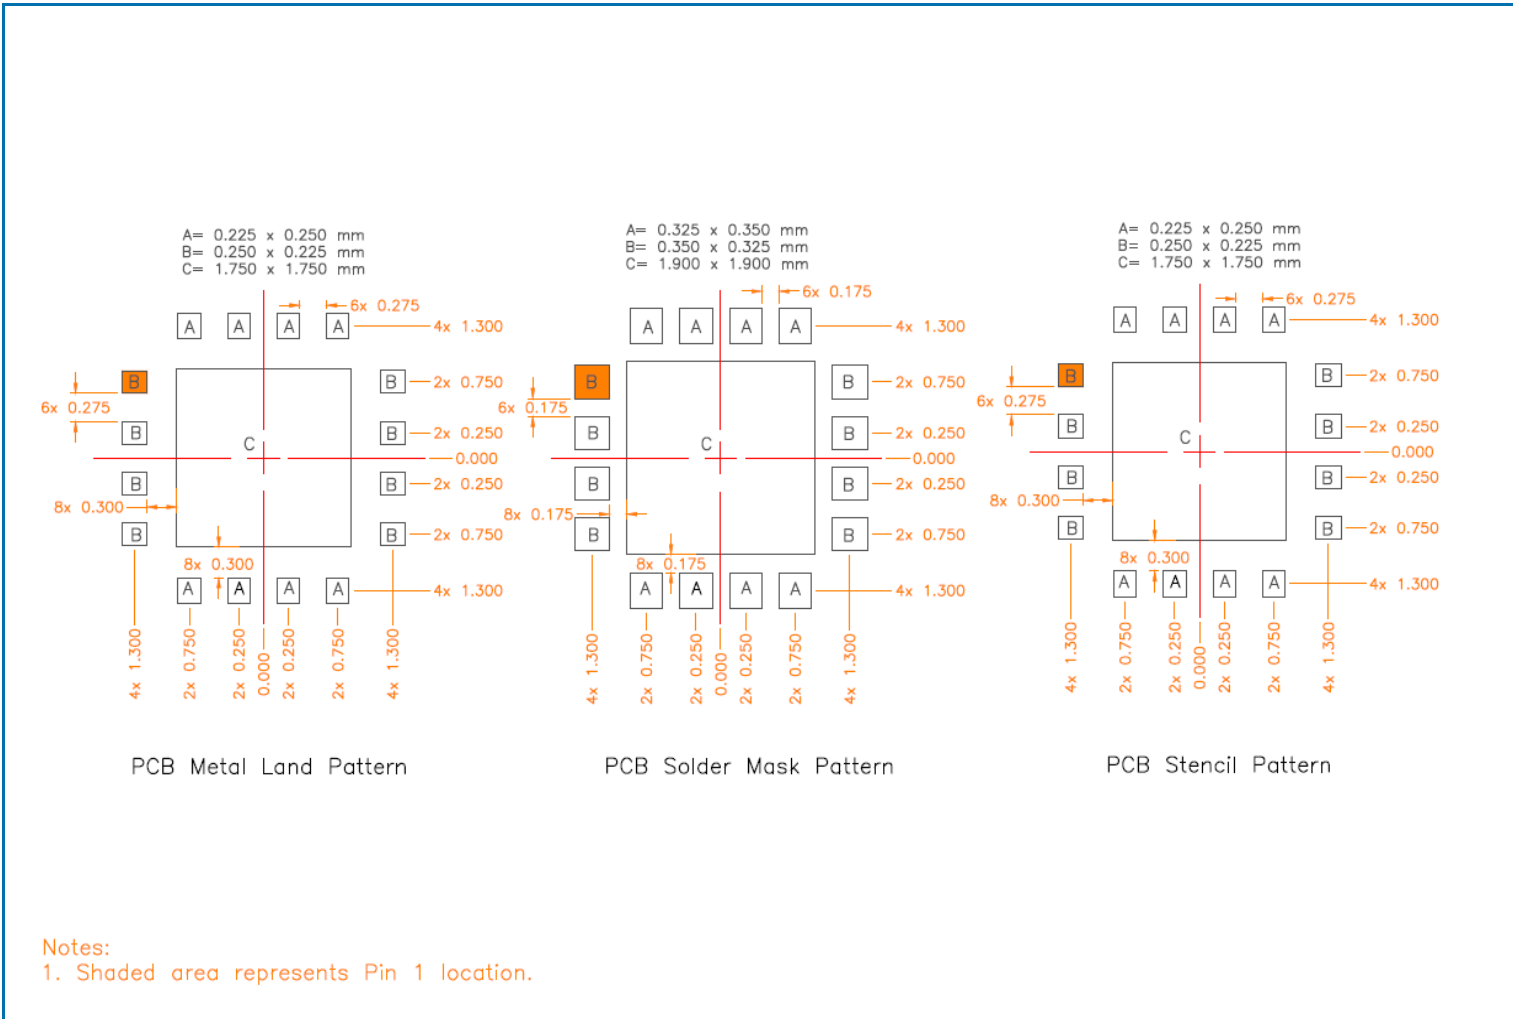 A= 0.225 x 0.250 mm
B= 0.250 x 0.225 mm
C= 1.750 x 1.750 mm
6x 0.275
A A A A
4x 1.300
B
B
2x 0.750
6x 0.275
B
C
B
2x 0.250
0.000
B
B
2x 0.250
8x 0.300
B
B
2x 0.750
8x 0.300
A A A A
4x 1.300
4x 1.300
2x 0.750
2x 0.250
0.000
2x 0.250
2x 0.750
4x 1.300
PCB Metal Land Pattern
A= 0.325 x 0.350 mm
B= 0.350 x 0.325 mm
C= 1.900 x 1.900 mm
6x 0.175
A A A A
4x 1.300
B
B
2x 0.750
6x 0.175
B
C
B
2x 0.250
0.000
B
B
2x 0.250
8x 0.175
B
B
2x 0.750
8x 0.175
A A A A
4x 1.300
4x 1.300
2x 0.750
2x 0.250
0.000
2x 0.250
2x 0.750
4x 1.300
PCB Solder Mask Pattern
A= 0.225 x 0.250 mm
B= 0.250 x 0.225 mm
C= 1.750 x 1.750 mm
6x 0.275
A A A A
4x 1.300
B
B
2x 0.750
6x 0.275
B
C
B
2x 0.250
0.000
B
B
2x 0.250
8x 0.300
B
B
2x 0.750
8x 0.300
A A A A
4x 1.300
4x 1.300
2x 0.750
2x 0.250
0.000
2x 0.250
2x 0.750
4x 1.300
PCB Stencil Pattern
Notes:
1. Shaded area represents Pin 1 location.